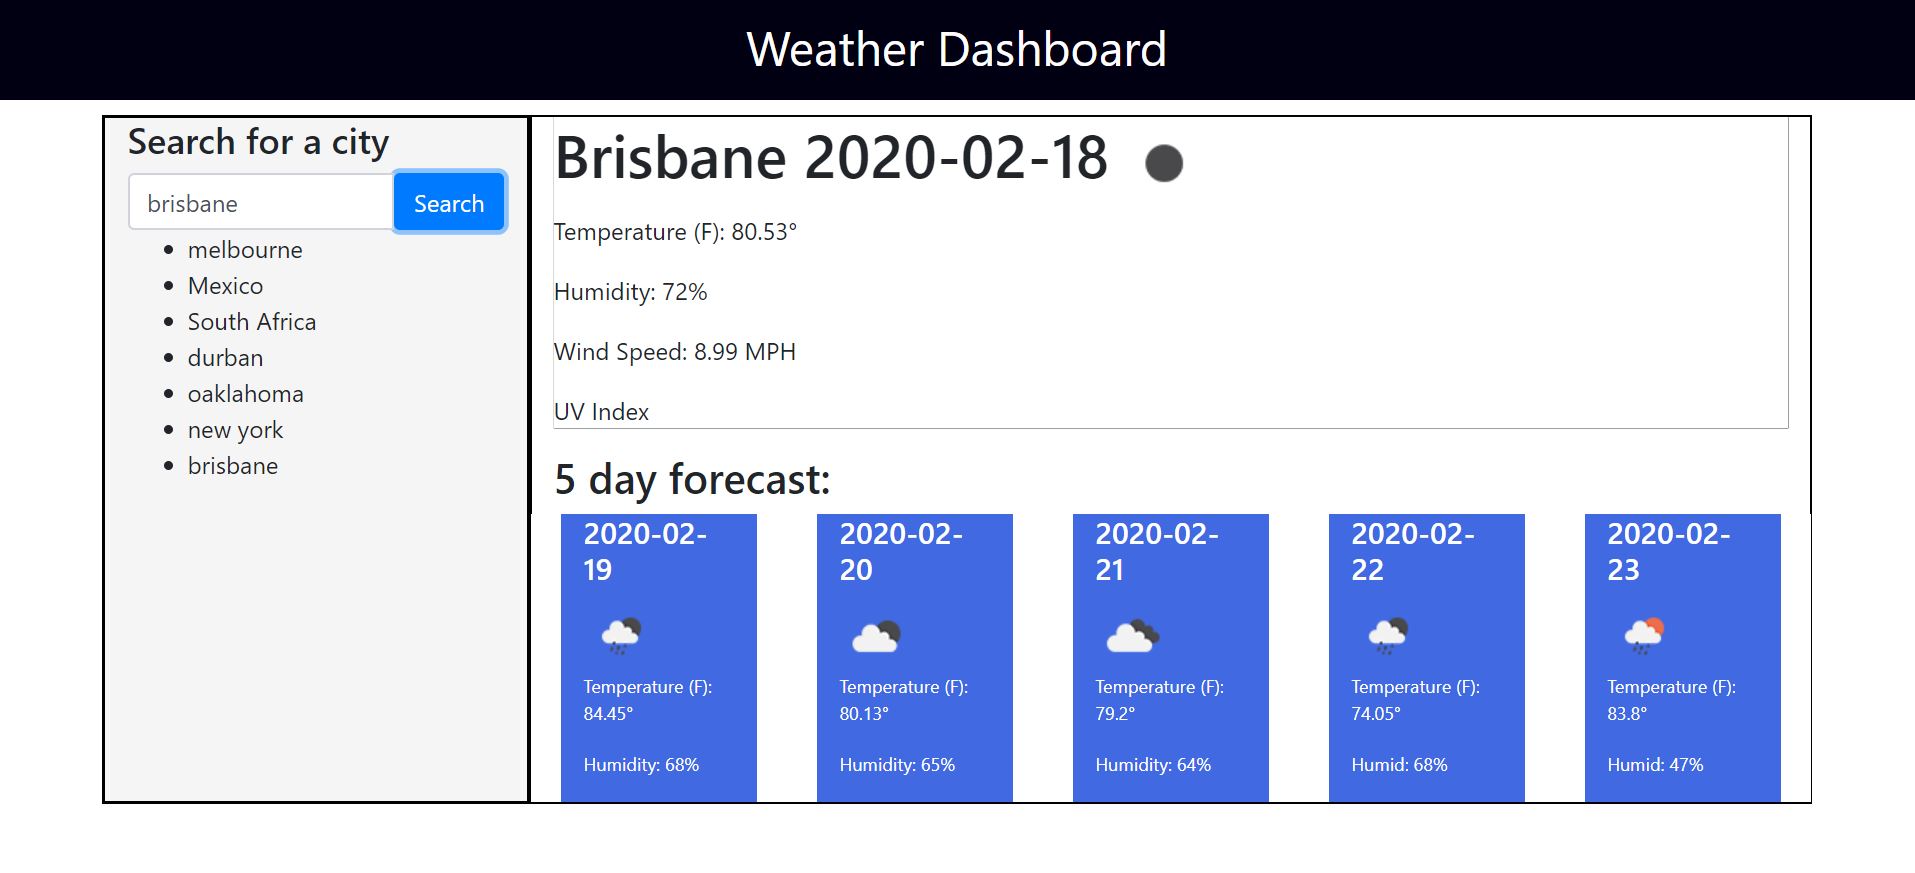 Weather Dashboard
Search for a city
brisbane
Search
melbourne
Mexico
South Africa
durban
oaklahoma
new york
brisbane
Brisbane 2020-02-18
Temperature (F): 80.53°
Humidity: 72%
Wind Speed: 8.99 MPH
UV Index
5 day forecast:
2020-02-
19
Temperature (F):
84.45°
Humidity: 68%
2020-02-
20
Temperature (F):
80.13°
Humidity: 65%
2020-02-
21
Temperature (F):
79.2°
Humidity: 64%
2020-02-
22
Temperature (F):
74.05°
Humid: 68%
2020-02-
23
Temperature (F):
83.8°
Humid: 47%